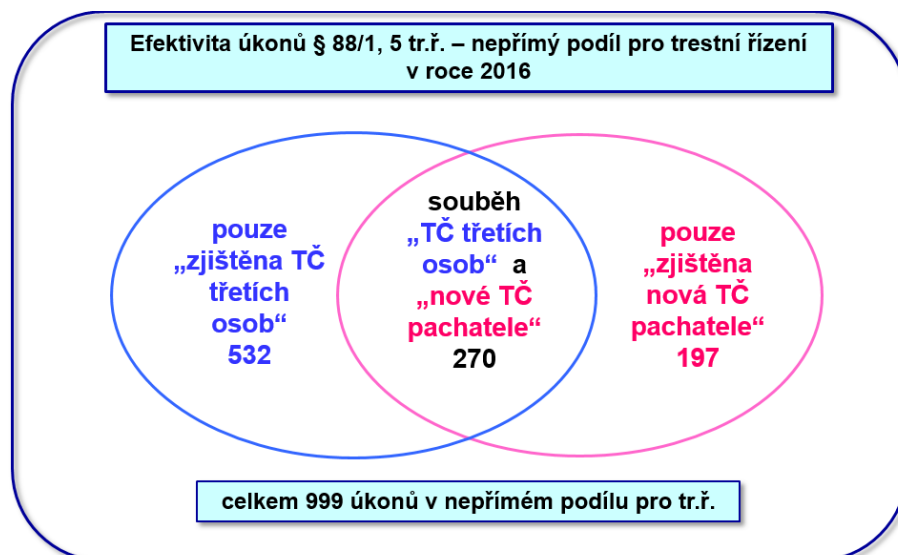 Efektivita úkonů § 88/1, 5 tr.ř. – nepřímý podíl pro trestní řízení
v roce 2016
pouze
„zjištěna TČ
třetích
osob“
532
souběh
„TČ třetích
osob“ a
„nové TČ
pachatele“
270
pouze
„zjištěna
nová TČ
pachatele“
197
celkem 999 úkonů v nepřímém podílu pro tr.ř.